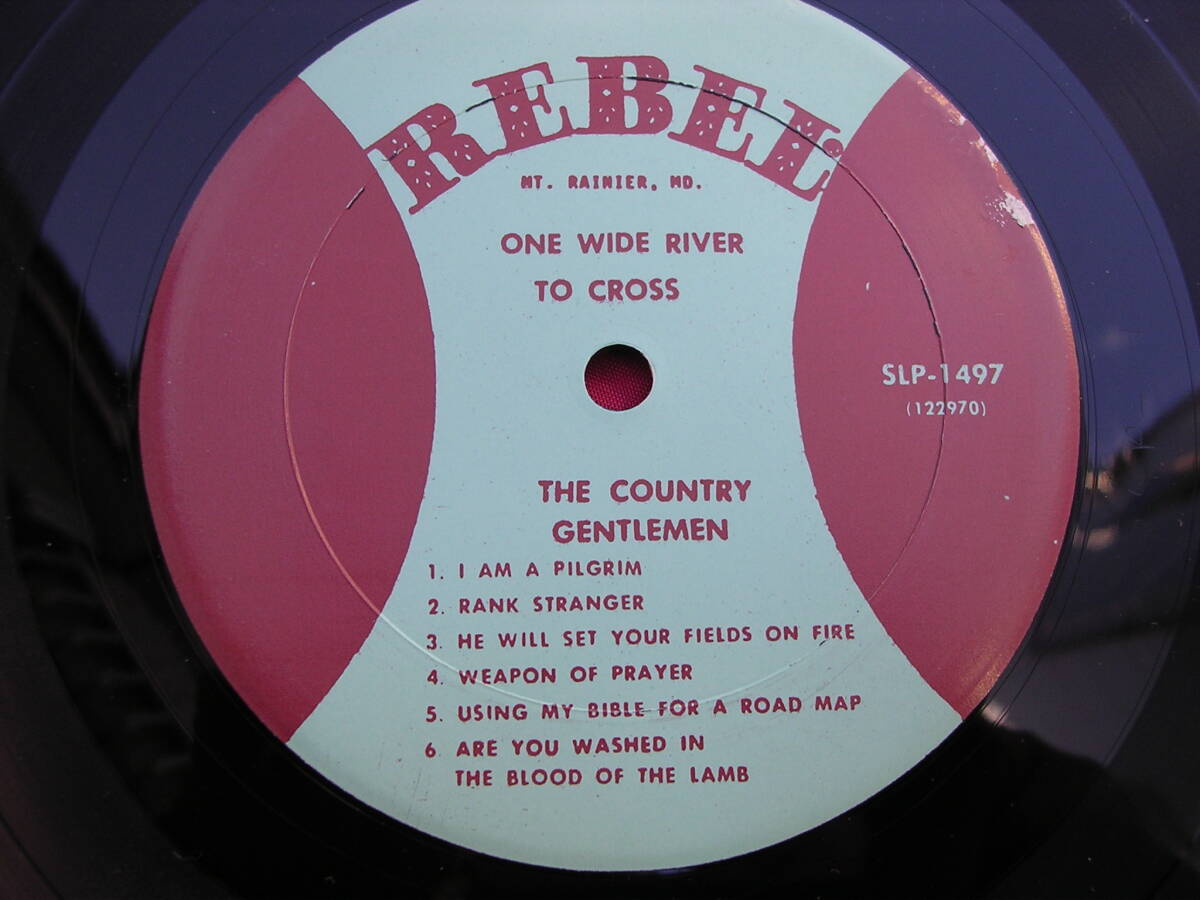 REBEL
MT. RAINIER, MD.
ONE WIDE RIVER
TO CROSS
SLP-1497
(122970)
THE COUNTRY
GENTLEMEN
1. I AM A PILGRIM
2. RANK STRANGER
3. HE WILL SET YOUR FIELDS ON FIRE
4. WEAPON OF PRAYER
5. USING MY BIBLE FOR A ROAD MAP
6 ARE YOU WASHED IN
THE BLOOD OF THE LAMB